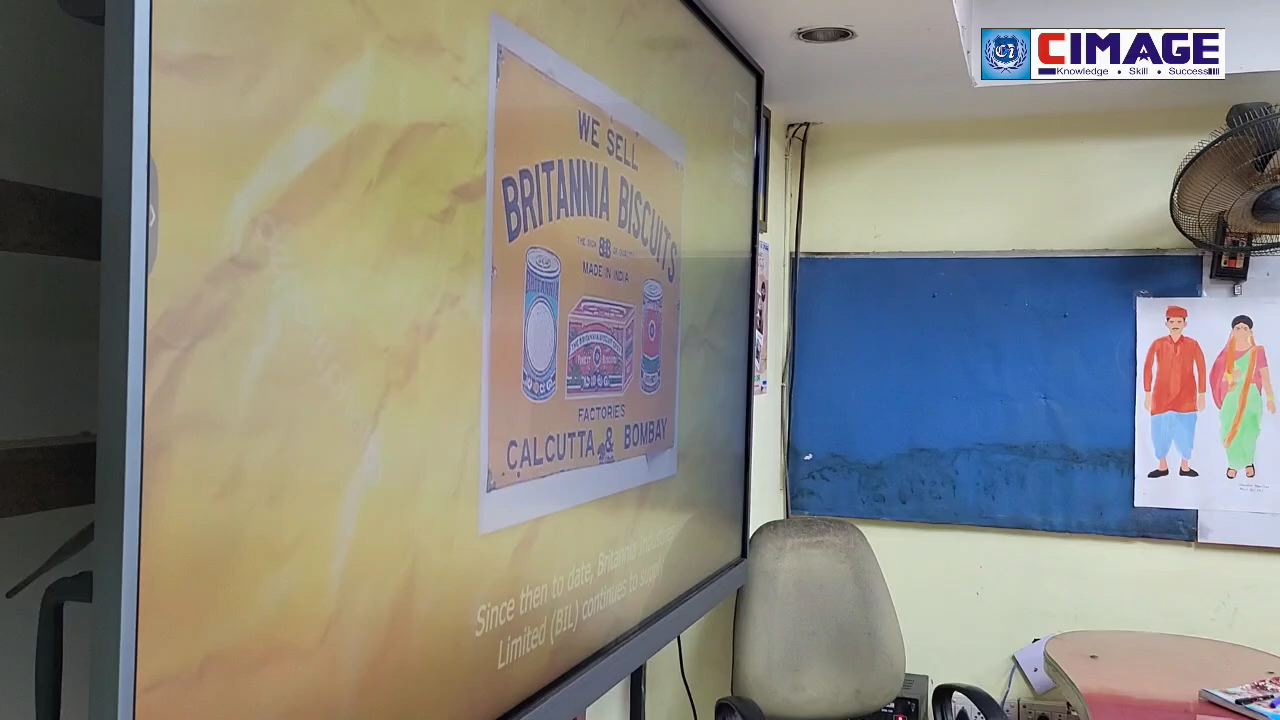 CIMAGE
Knowledge • Skill • Success
WE SELL
BRITANNIA BISCUITS
MADE IN INDIA
BRITANNIA
FACTORIES
CALCUTTA & BOMBAY
Since then to date, Britannia Industries
Limited (BIL) continues to supply